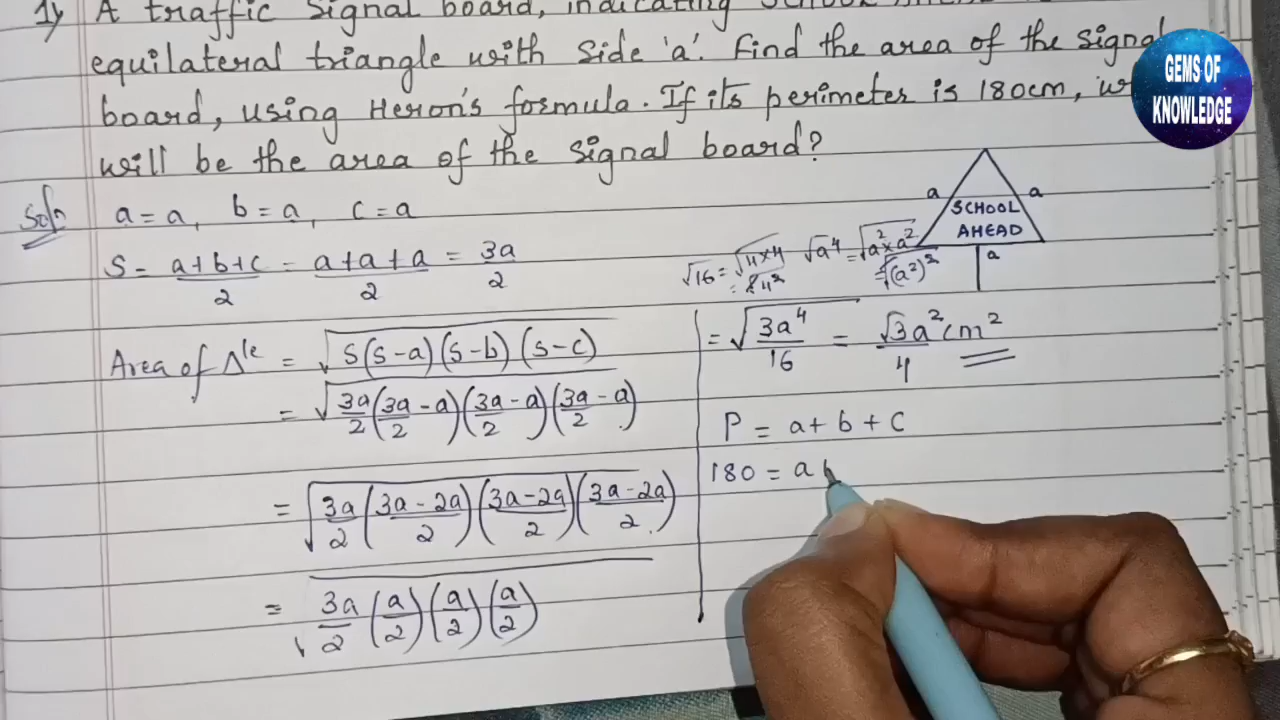 1) A traffic signal board, indicating
equilateral triangle with side 'a'. Find the area of the signal
board, using Heron's formula. If its perimeter is 180cm,
will be the area of the signal board?
GEMS OF
KNOWLEDGE
Soln a = a, b = a, c = a
a a
SCHOOL
AHEAD
a
S = a+b+c/2 = a+a+a/2 = 3a/2
√16 = √4×4 √a⁴ = √a²×a²
= √(a²)²
Area of Δle = √S(S-a)(S-b)(S-c)
= √3a/2(3a/2-a)(3a/2-a)(3a/2-a)
= √3a/2(3a-2a/2)(3a-2a/2)(3a-2a/2)
= √3a/2(a/2)(a/2)(a/2)
= √3a⁴/16 = √3a²/4 cm²
P = a+b+c
180 = a